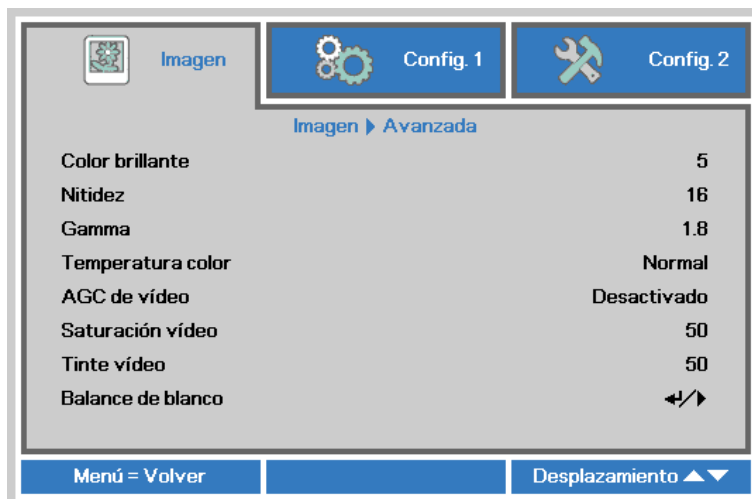 Imagen Config. 1 Config. 2
Imagen ▶ Avanzada
Color brillante 5
Nitidez 16
Gamma 1.8
Temperatura color Normal
AGC de vídeo Desactivado
Saturación vídeo 50
Tinte vídeo 50
Balance de blanco ↵/▶
Menú = Volver Desplazamiento ▲▼